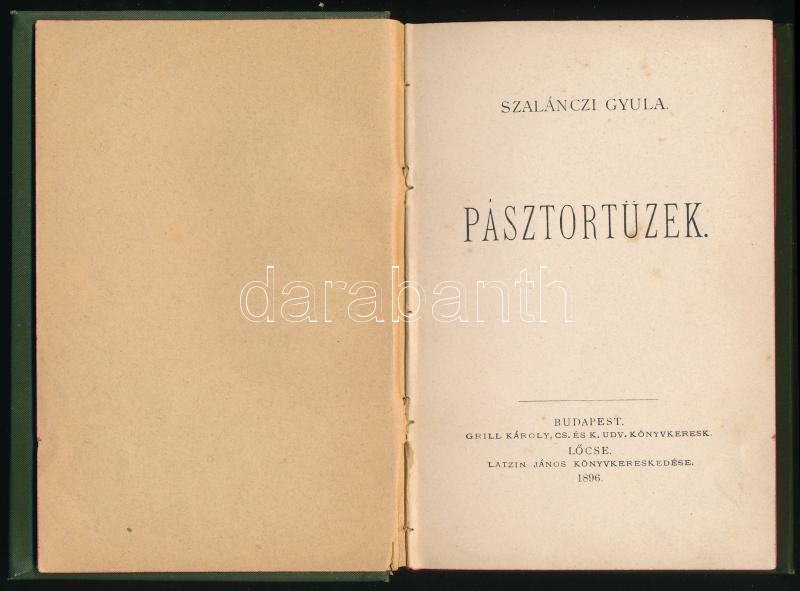 SZALÁNCZI GYULA.
PÁSZTORTÜZEK.
darabanth
BUDAPEST.
GRILL KÁROLY, CS. ÉS K. UDV. KÖNYVKERESK.
LŐCSE.
LATZIN JÁNOS KÖNYVKERESKEDÉSE.
1896.